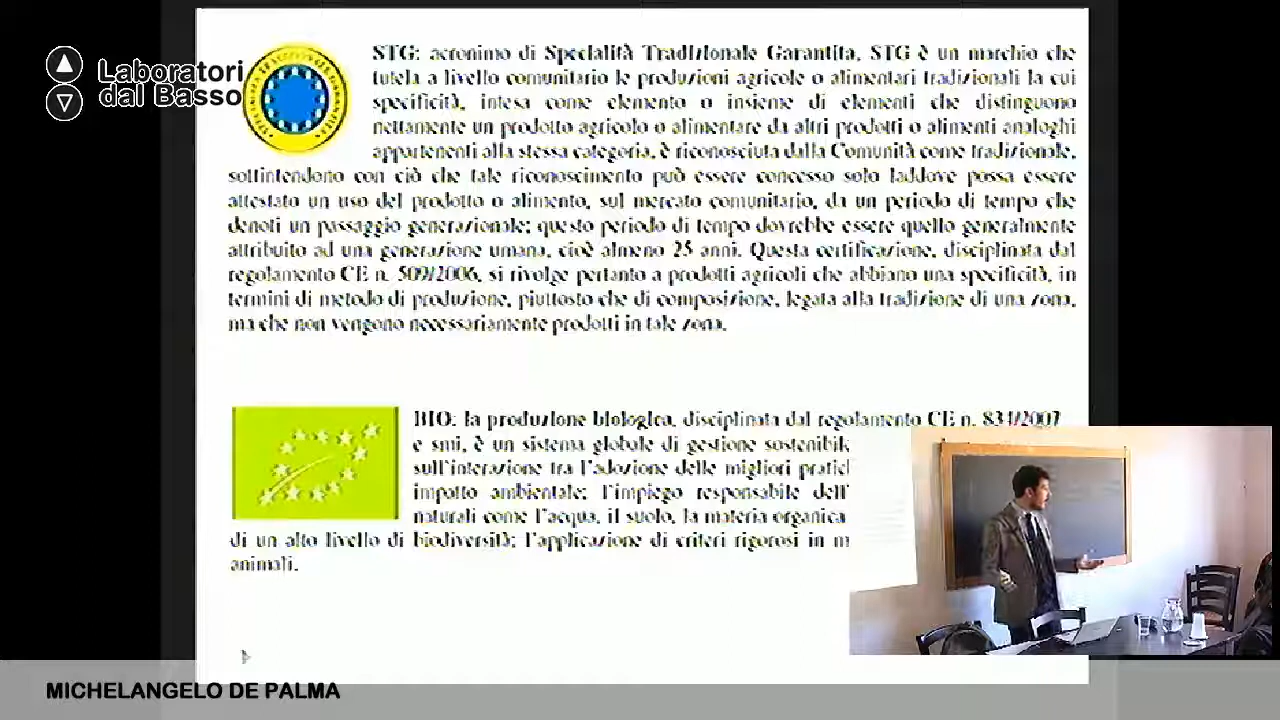 Laboratori
dal Basso
STG: acronimo di Specialità Tradizionale Garantita, STG è un marchio che
tutela a livello comunitario le produzioni agricole o alimentari tradizionali la cui
specificità, intesa come elemento o insieme di elementi che distinguono
nettamente un prodotto agricolo o alimentare da altri prodotti o alimenti analoghi
appartenenti alla stessa categoria, è riconosciuta dalla Comunità come tradizionale,
sottintendono con ciò che tale riconoscimento può essere concesso solo laddove possa essere
attestato un uso del prodotto o alimento, sul mercato comunitario, da un periodo di tempo che
denoti un passaggio generazionale; questo periodo di tempo dovrebbe essere quello generalmente
attribuito ad una generazione umana, cioè almeno 25 anni. Questa certificazione, disciplinata dal
regolamento CE n. 509/2006, si rivolge pertanto a prodotti agricoli che abbiano una specificità, in
termini di metodo di produzione, piuttosto che di composizione, legata alla tradizione di una zona,
ma che non vengono necessariamente prodotti in tale zona.
BIO: la produzione biologica, disciplinata dal regolamento CE n. 834/2007
e smi, è un sistema globale di gestione
sull'interazione tra l'adozione delle migliori
impatto ambientale; l'impiego responsabile
naturali come l'acqua, il suolo, la materia organica
di un alto livello di biodiversità; l'applicazione di criteri rigorosi in
animali.
MICHELANGELO DE PALMA